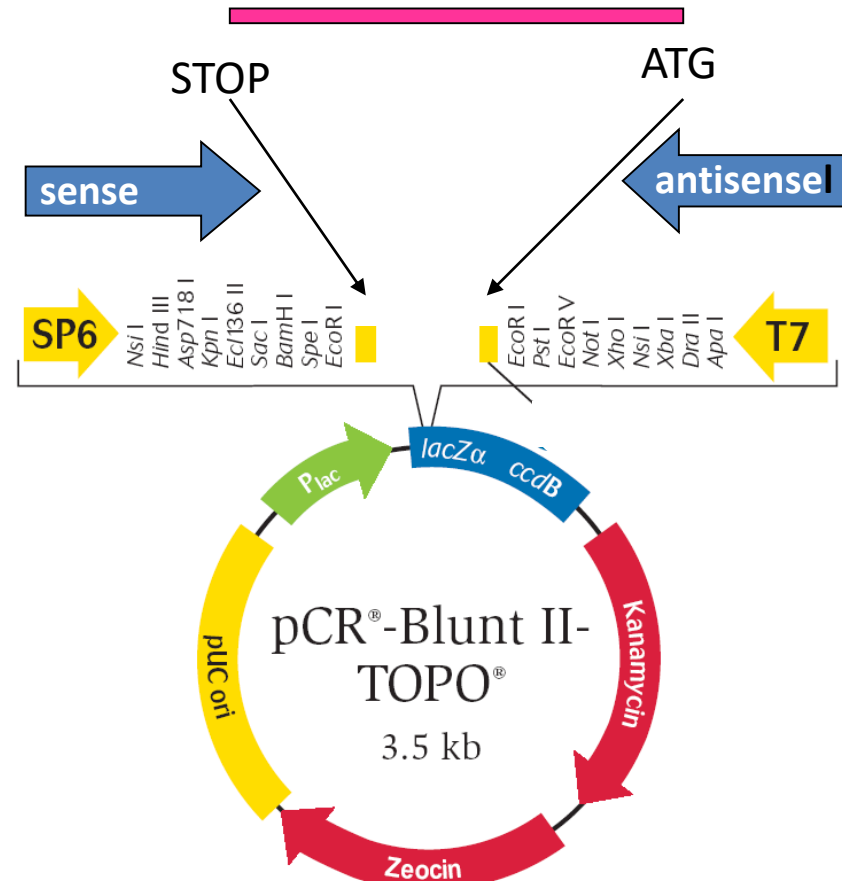 STOP
ATG
sense
antisenseI
SP6
Nsi I
Hind III
Asp718 I
Kpn I
Ecl136 II
Sac I
BamH I
Spe I
EcoR I
EcoR I
Pst I
EcoR V
Not I
Xho I
Nsi I
Xba I
Dra II
Apa I
T7
Plac
lacZα ccdB
Kanamycin
Zeocin
pUC ori
pCR®-Blunt II-
TOPO®
3.5 kb